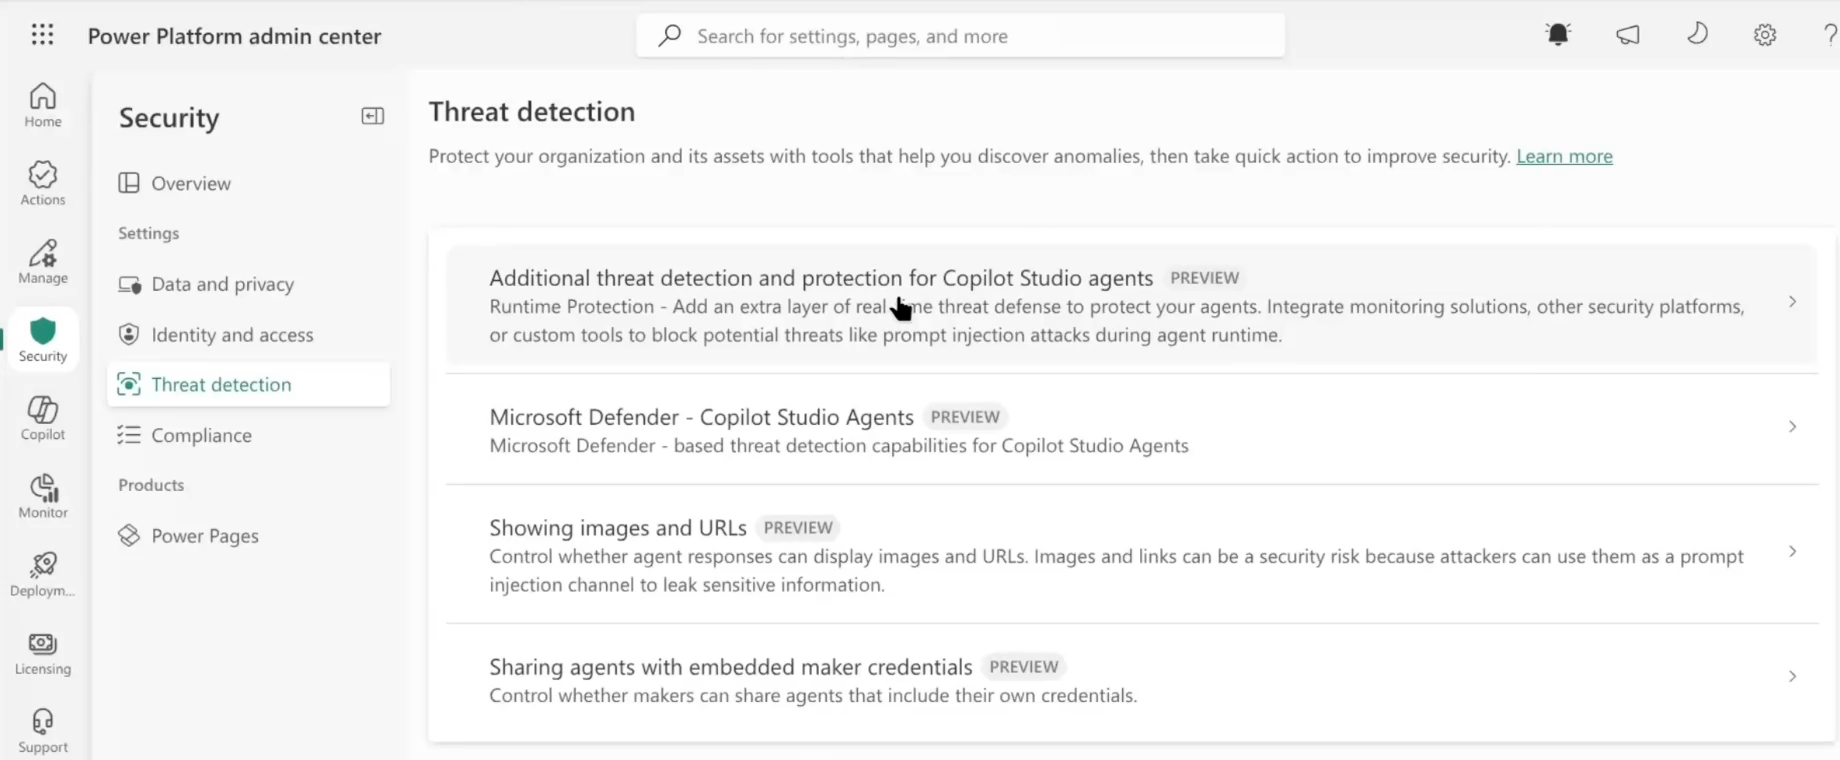 Power Platform admin center
Search for settings, pages, and more
?
Home
Actions
Manage
Security
Copilot
Monitor
Deploym...
Licensing
Support
Security
Overview
Settings
Data and privacy
Identity and access
Threat detection
Compliance
Products
Power Pages
Threat detection
Protect your organization and its assets with tools that help you discover anomalies, then take quick action to improve security. Learn more
Additional threat detection and protection for Copilot Studio agents PREVIEW
Runtime Protection - Add an extra layer of real-time threat defense to protect your agents. Integrate monitoring solutions, other security platforms,
or custom tools to block potential threats like prompt injection attacks during agent runtime.
Microsoft Defender - Copilot Studio Agents PREVIEW
Microsoft Defender - based threat detection capabilities for Copilot Studio Agents
Showing images and URLs PREVIEW
Control whether agent responses can display images and URLs. Images and links can be a security risk because attackers can use them as a prompt
injection channel to leak sensitive information.
Sharing agents with embedded maker credentials PREVIEW
Control whether makers can share agents that include their own credentials.